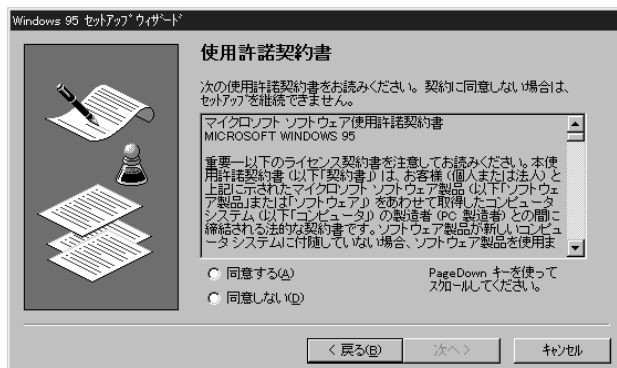 Windows 95 ｾｯﾄｱｯﾌﾟ ｳｨｻﾞｰﾄﾞ
使用許諾契約書
次の使用許諾契約書をお読みください。契約に同意しない場合は、
ｾｯﾄｱｯﾌﾟを継続できません。
マイクロソフト ソフトウェア使用許諾契約書
MICROSOFT WINDOWS 95
重要－以下のライセンス契約書を注意してお読みください。本使
用許諾契約書 (以下「契約書」) は、お客様 (個人または法人) と
上記に示されたマイクロソフト ソフトウェア製品 (以下「ソフトウェ
ア製品」または「ソフトウェア」) をあわせて取得したコンピュータ
システム (以下「コンピュータ」) の製造者 (PC 製造者) との間に
締結される法的な契約書です。ソフトウェア製品が新しいコンピュ
ータ システムに付随していない場合、ソフトウェア製品を使用ま
同意する(A)
同意しない(D)
PageDown キーを使って
ｽｸﾛｰﾙしてください。
< 戻る(B)
次へ >
ｷｬﾝｾﾙ